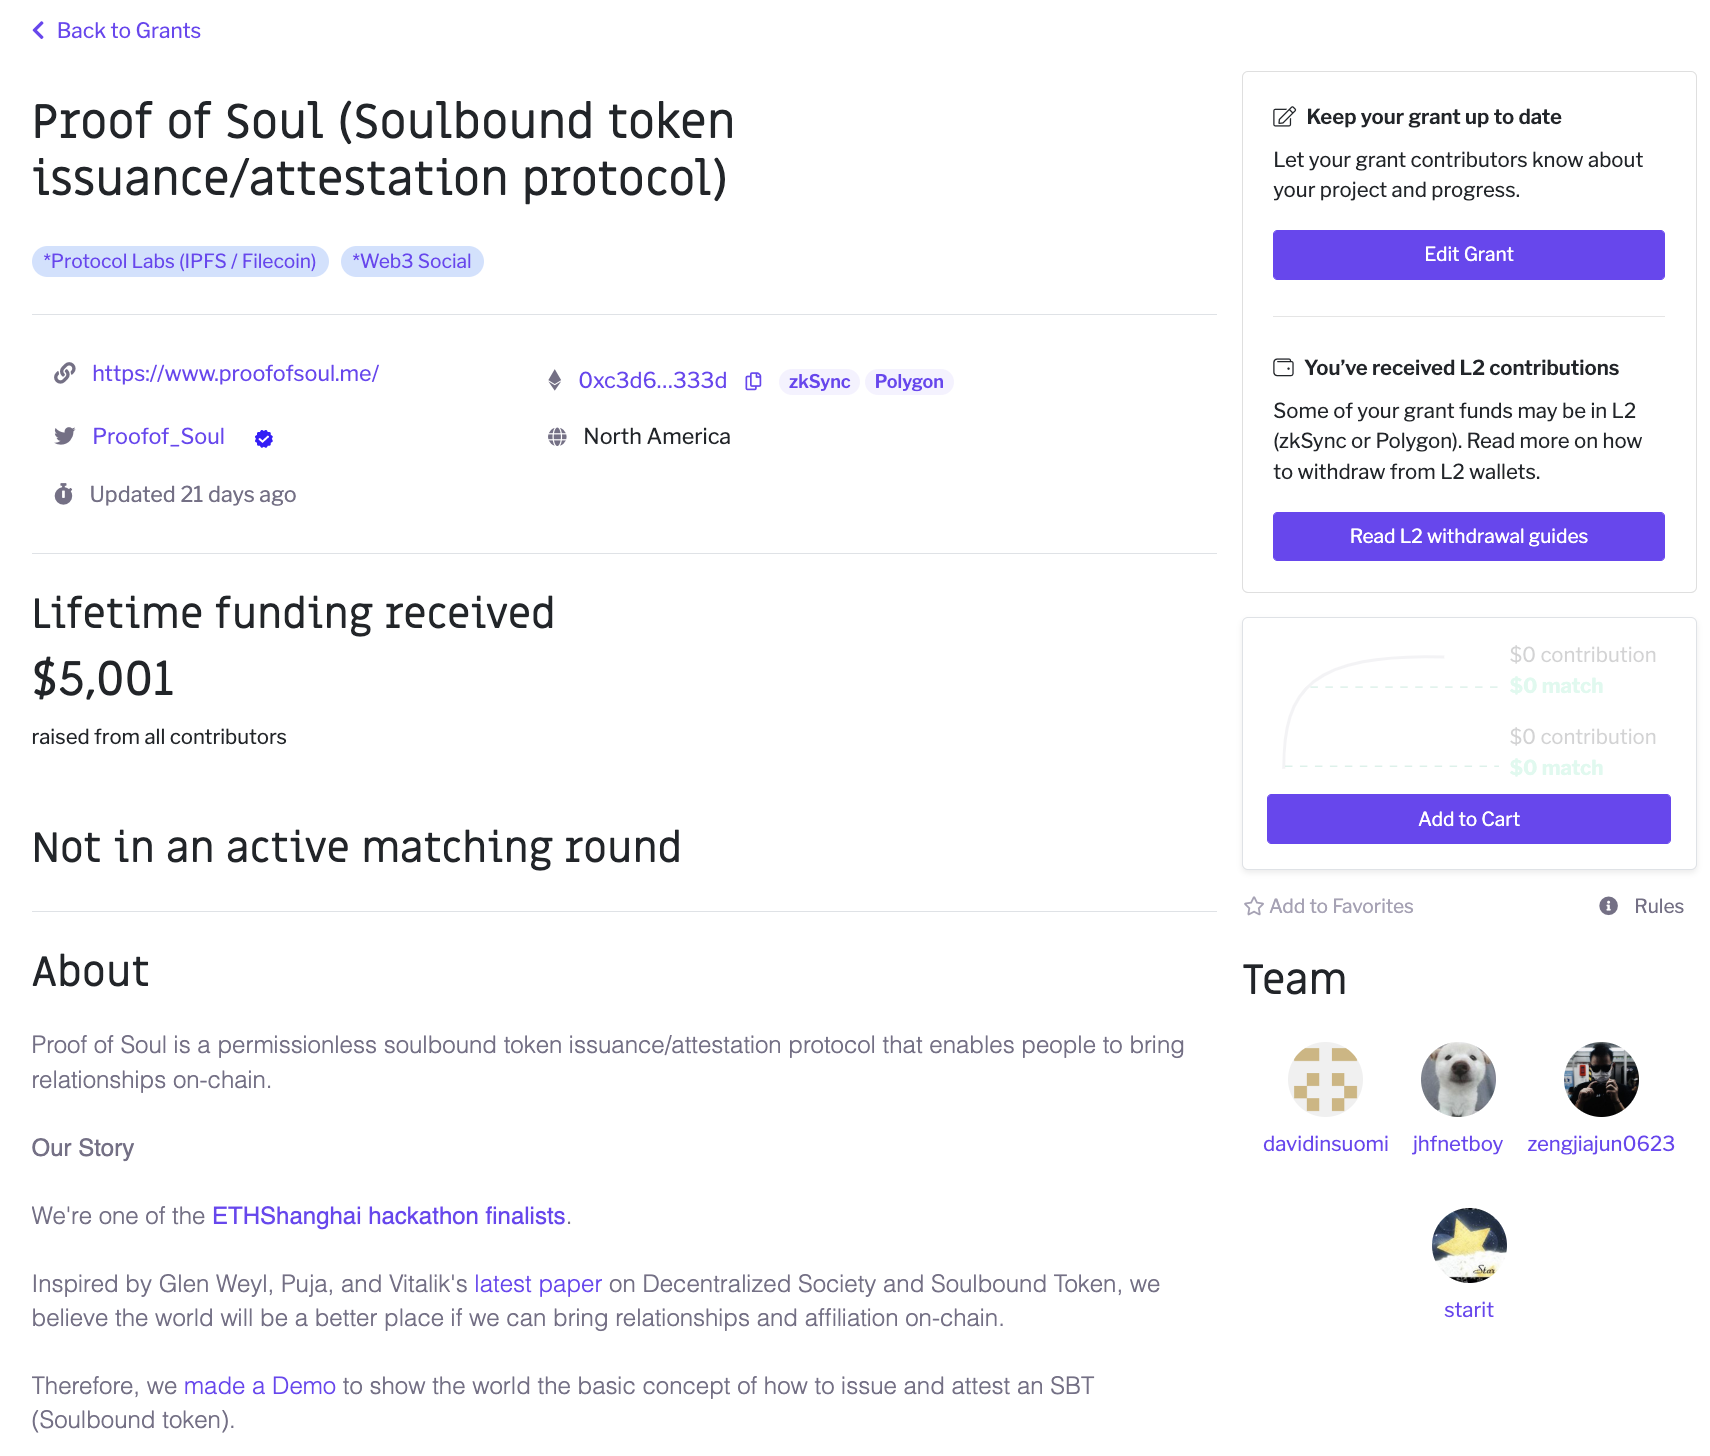 Back to Grants
Proof of Soul (Soulbound token
issuance/attestation protocol)
*Protocol Labs (IPFS / Filecoin) *Web3 Social
https://www.proofofsoul.me/
0xc3d6...333d zkSync Polygon
Proofof_Soul
North America
Updated 21 days ago
Lifetime funding received
$5,001
raised from all contributors
Not in an active matching round
About
Proof of Soul is a permissionless soulbound token issuance/attestation protocol that enables people to bring
relationships on-chain.
Our Story
We're one of the ETHShanghai hackathon finalists.
Inspired by Glen Weyl, Puja, and Vitalik's latest paper on Decentralized Society and Soulbound Token, we
believe the world will be a better place if we can bring relationships and affiliation on-chain.
Therefore, we made a Demo to show the world the basic concept of how to issue and attest an SBT
(Soulbound token).
Keep your grant up to date
Let your grant contributors know about
your project and progress.
Edit Grant
You’ve received L2 contributions
Some of your grant funds may be in L2
(zkSync or Polygon). Read more on how
to withdraw from L2 wallets.
Read L2 withdrawal guides
$0 contribution
$0 match
$0 contribution
$0 match
Add to Cart
Add to Favorites
Rules
Team
davidinsuomi jhfnetboy zengjiajun0623
Star
starit